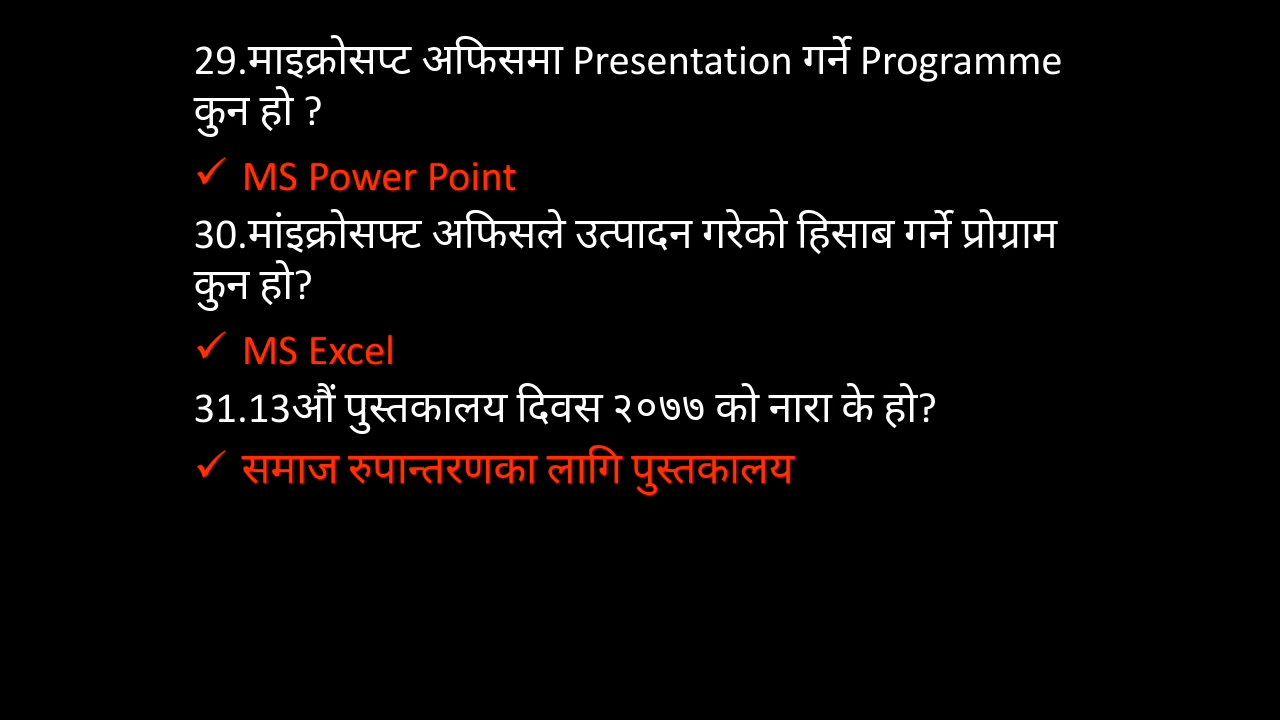 29.माइक्रोसप्ट अफिसमा Presentation गर्ने Programme
कुन हो ?
✓ MS Power Point
30.मांइक्रोसफ्ट अफिसले उत्पादन गरेको हिसाब गर्ने प्रोग्राम
कुन हो?
✓ MS Excel
31.13औं पुस्तकालय दिवस २०७७ को नारा के हो?
✓ समाज रुपान्तरणका लागि पुस्तकालय